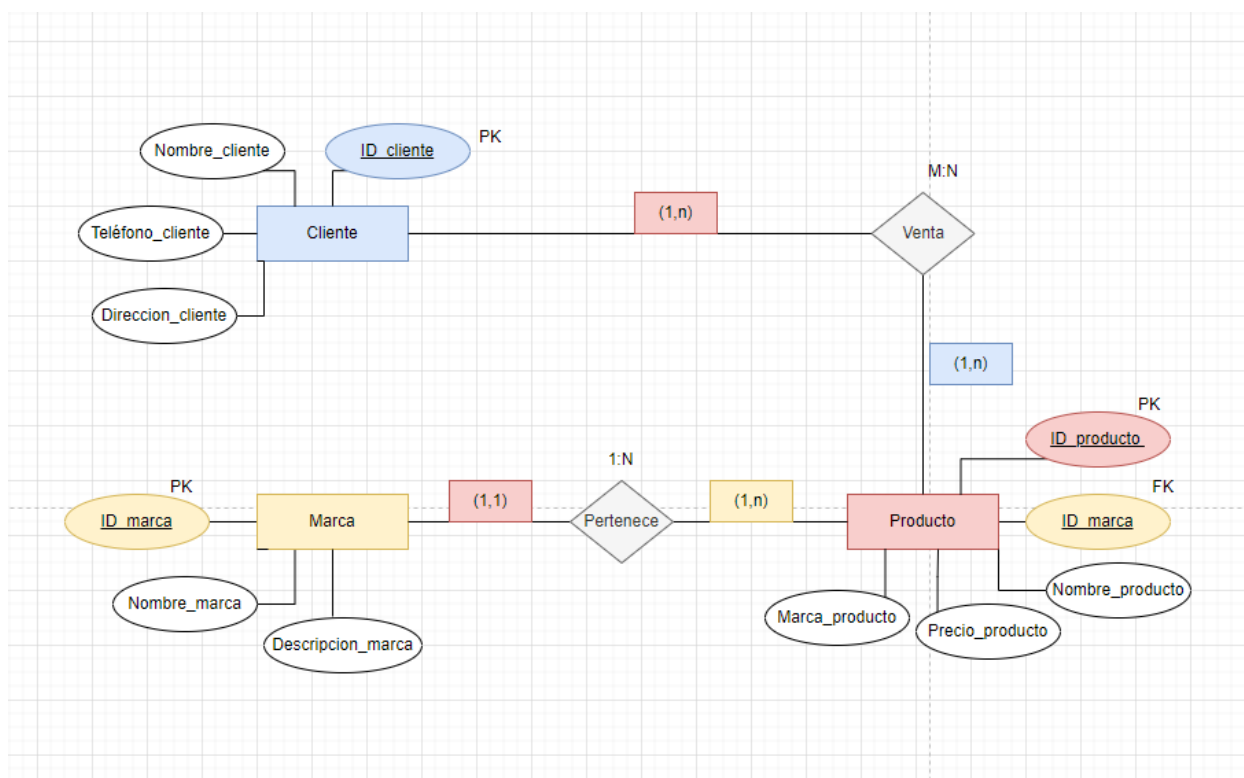 Nombre_cliente
ID_cliente
PK
Teléfono_cliente
Cliente
(1,n)
M:N
Venta
Direccion_cliente
(1,n)
PK
ID_producto
PK
1:N
FK
ID_marca
Marca
(1,1)
Pertenece
(1,n)
Producto
ID_marca
Nombre_marca
Descripcion_marca
Marca_producto
Precio_producto
Nombre_producto